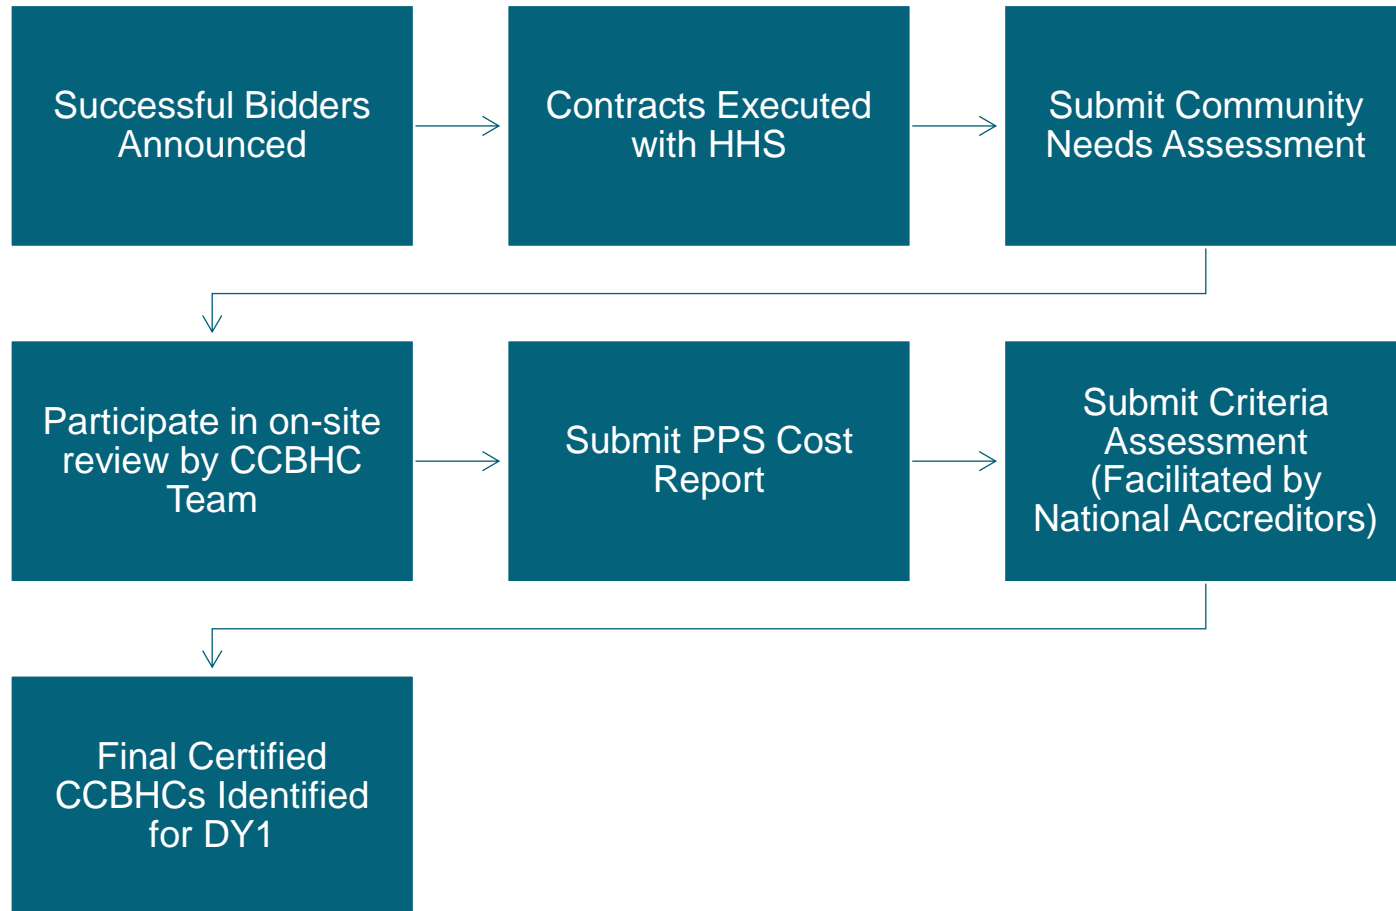 Successful Bidders
Announced
Contracts Executed
with HHS
Submit Community
Needs Assessment
Participate in on-site
review by CCBHC
Team
Submit PPS Cost
Report
Submit Criteria
Assessment
(Facilitated by
National Accreditors)
Final Certified
CCBHCs Identified
for DY1